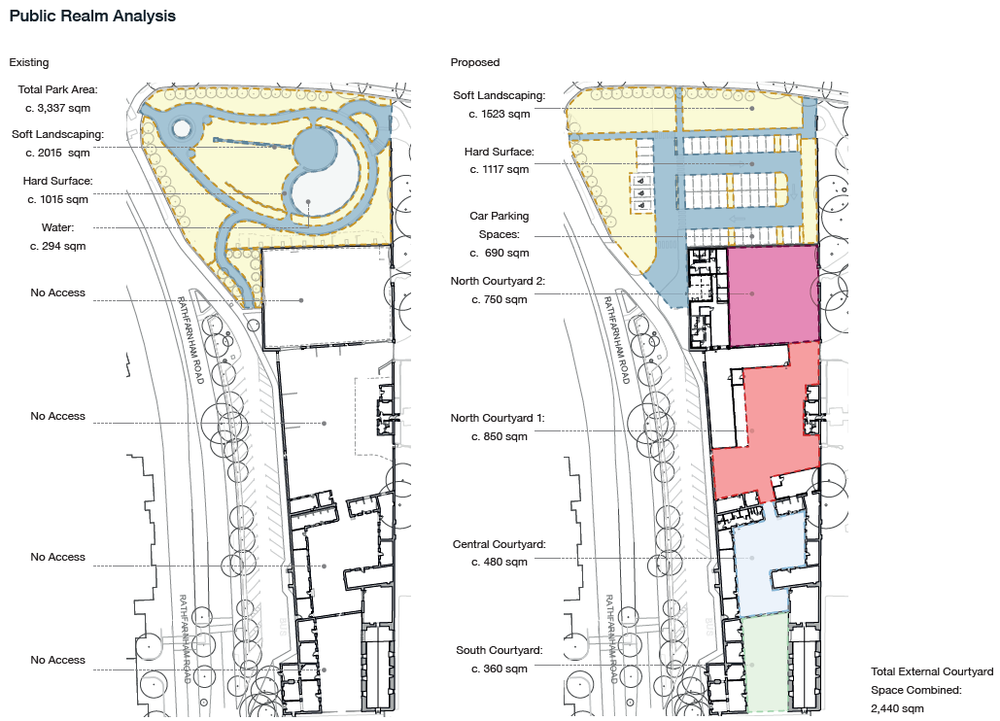 Public Realm Analysis
Existing
Total Park Area:
c. 3,337 sqm
Soft Landscaping:
c. 2015 sqm
Hard Surface:
c. 1015 sqm
Water:
c. 294 sqm
No Access
No Access
No Access
No Access
RATHFARNHAM ROAD
RATHFARNHAM ROAD
BUS
Proposed
Soft Landscaping:
c. 1523 sqm
Hard Surface:
c. 1117 sqm
Car Parking
Spaces:
c. 690 sqm
North Courtyard 2:
c. 750 sqm
North Courtyard 1:
c. 850 sqm
Central Courtyard:
c. 480 sqm
South Courtyard:
c. 360 sqm
RATHFARNHAM ROAD
RATHFARNHAM ROAD
BUS
Total External Courtyard
Space Combined:
2,440 sqm